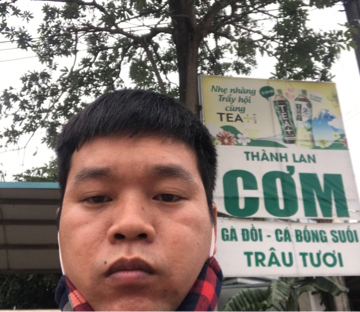 Nhẹ nhàng
Trẩy hội
cùng
TEA+
THÀNH LAN
CƠM
GÀ ĐỒI - CÁ BỐNG SUỐI
TRÂU TƯƠI